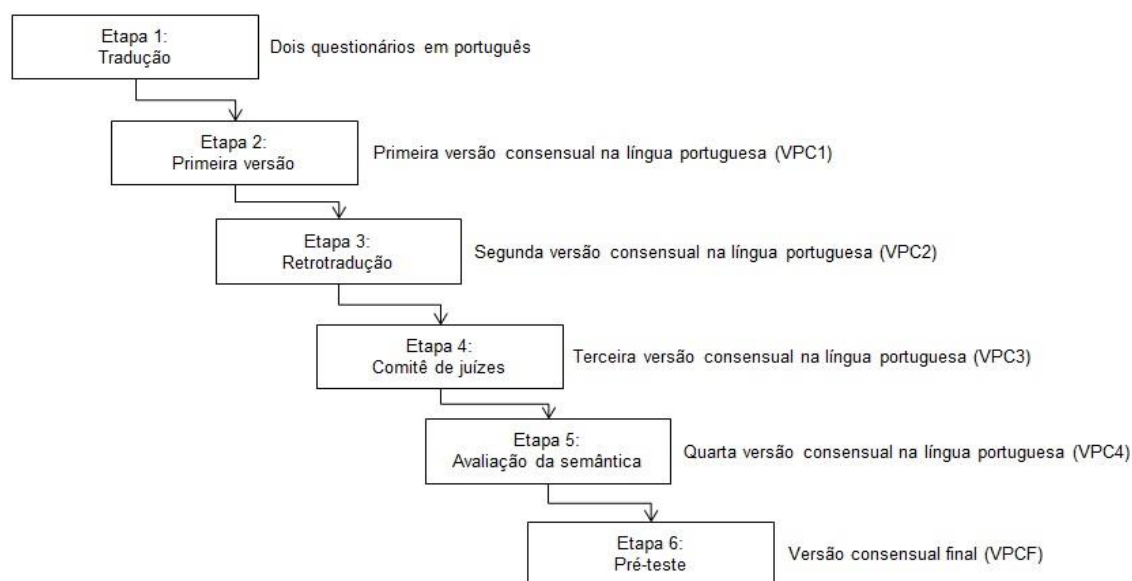 Etapa 1:
Tradução
Dois questionários em português
Etapa 2:
Primeira versão
Primeira versão consensual na língua portuguesa (VPC1)
Etapa 3:
Retrotradução
Segunda versão consensual na língua portuguesa (VPC2)
Etapa 4:
Comitê de juízes
Terceira versão consensual na língua portuguesa (VPC3)
Etapa 5:
Avaliação da semântica
Quarta versão consensual na língua portuguesa (VPC4)
Etapa 6:
Pré-teste
Versão consensual final (VPCF)